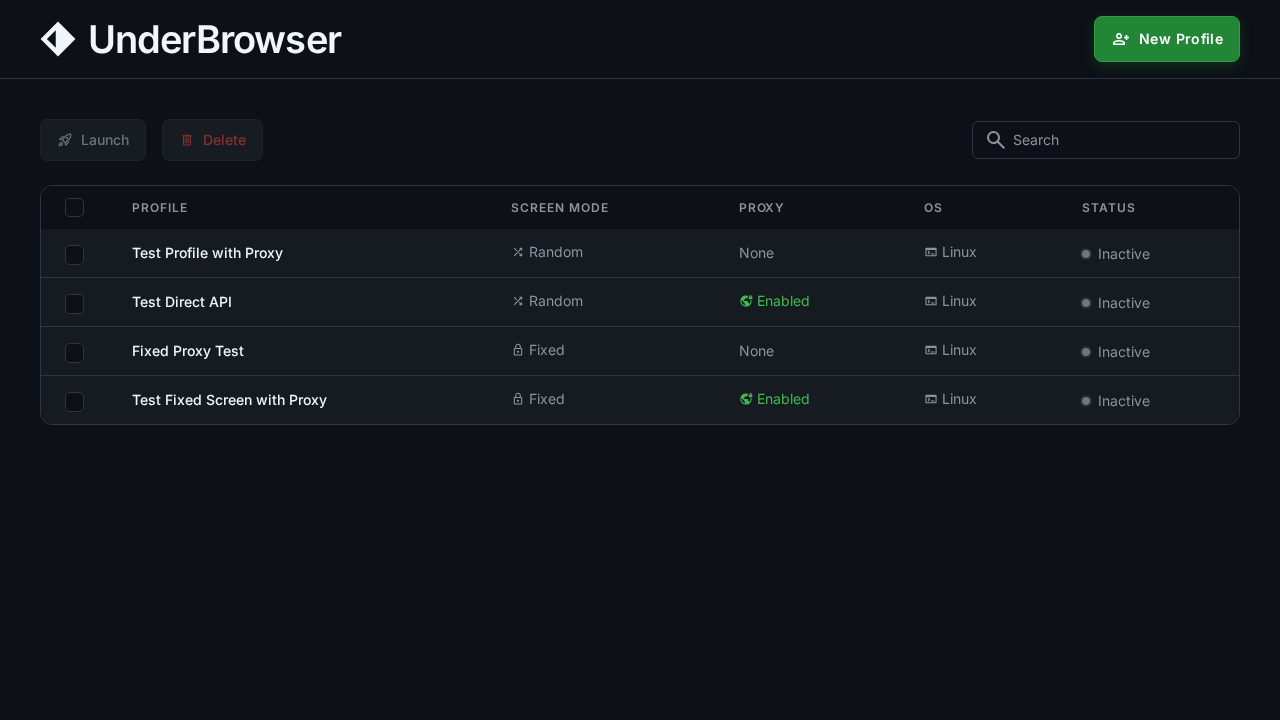 UnderBrowser
New Profile
Launch
Delete
Search
PROFILE SCREEN MODE PROXY OS STATUS
Test Profile with Proxy Random None Linux Inactive
Test Direct API Random Enabled Linux Inactive
Fixed Proxy Test Fixed None Linux Inactive
Test Fixed Screen with Proxy Fixed Enabled Linux Inactive